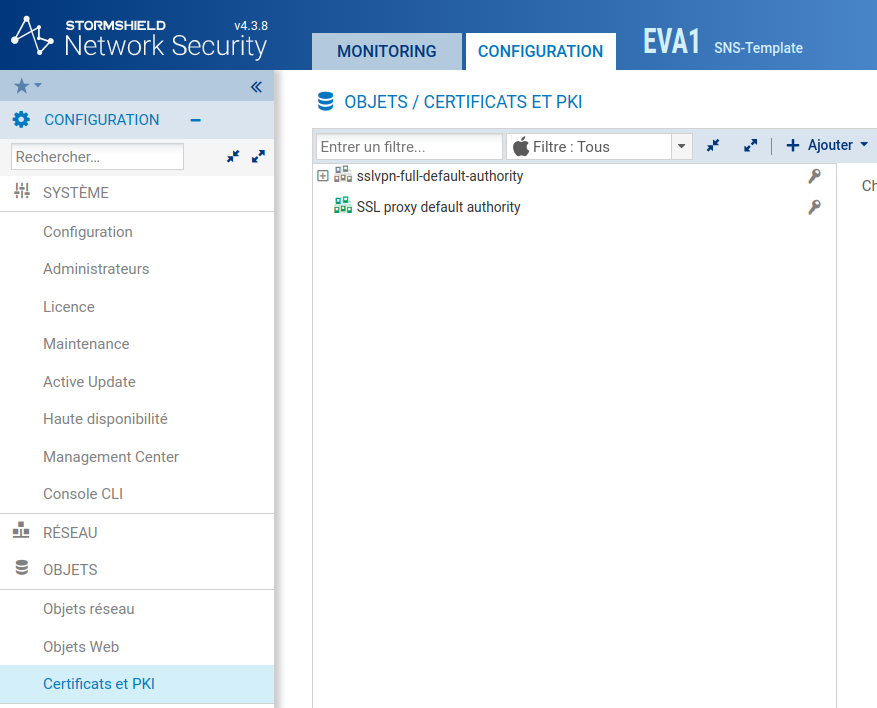 STORMSHIELD
v4.3.8
Network Security
MONITORING
CONFIGURATION
EVA1
SNS-Template
CONFIGURATION
Rechercher...
SYSTÈME
Configuration
Administrateurs
Licence
Maintenance
Active Update
Haute disponibilité
Management Center
Console CLI
RÉSEAU
OBJETS
Objets réseau
Objets Web
Certificats et PKI
OBJETS / CERTIFICATS ET PKI
Entrer un filtre...
Filtre : Tous
Ajouter
sslvpn-full-default-authority
SSL proxy default authority
Ch